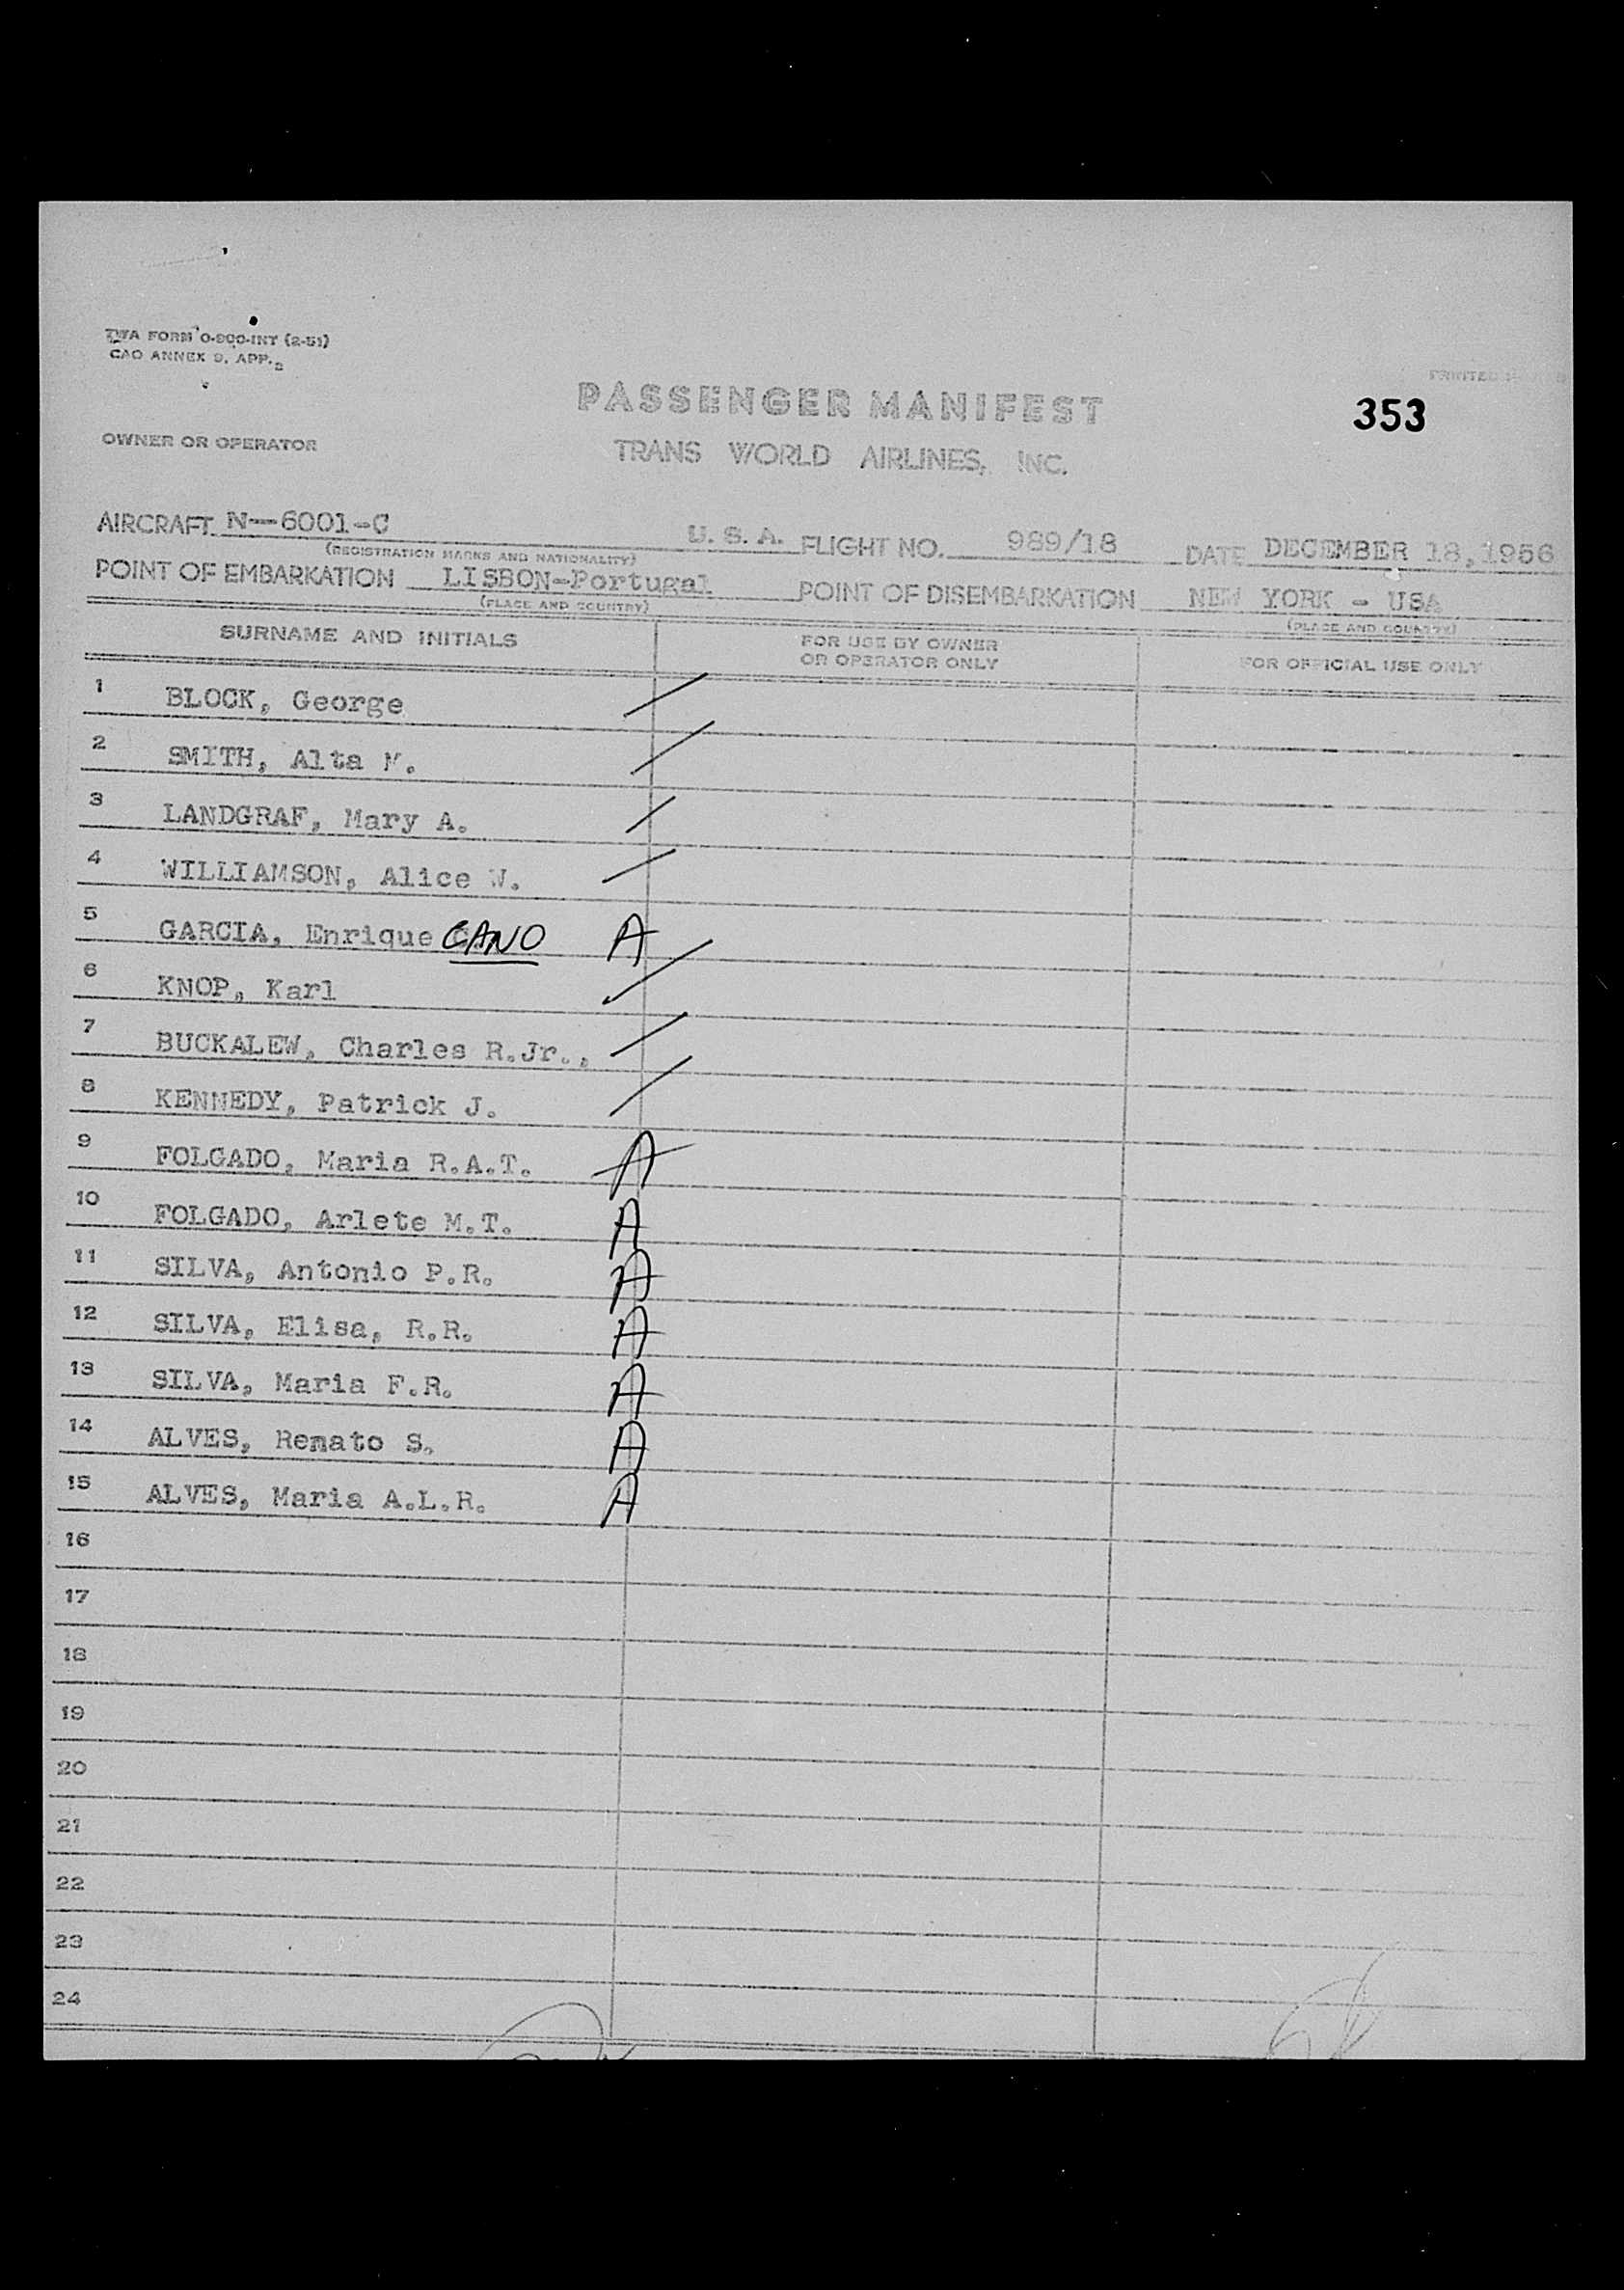 TWA FORM O-900-INT (2-51)
CAO ANNEX 9, APP. 2
PRINTED
PASSENGER MANIFEST
353
OWNER OR OPERATOR
TRANS WORLD AIRLINES, INC.
AIRCRAFT N--6001-C U. S. A. FLIGHT NO. 989/18 DATE DECEMBER 18,1956
(REGISTRATION MARKS AND NATIONALITY)
POINT OF EMBARKATION LISBON-Portugal POINT OF DISEMBARKATION NEW YORK - USA
(PLACE AND COUNTRY) (PLACE AND COUNTRY)
SURNAME AND INITIALS FOR USE BY OWNER OR OPERATOR ONLY FOR OFFICIAL USE ONLY
1 BLOCK, George
2 SMITH, Alta M.
3 LANDGRAF, Mary A.
4 WILLIAMSON, Alice W.
5 GARCIA, Enrique CANO A
6 KNOP, Karl
7 BUCKALEW, Charles R.Jr.,
8 KENNEDY, Patrick J.
9 FOLGADO, Maria R.A.T. A
10 FOLGADO, Arlete M.T. A
11 SILVA, Antonio P.R. A
12 SILVA, Elisa, R.R. A
13 SILVA, Maria F.R. A
14 ALVES, Renato S. A
15 ALVES, Maria A.L.R. A
16
17
18
19
20
21
22
23
24